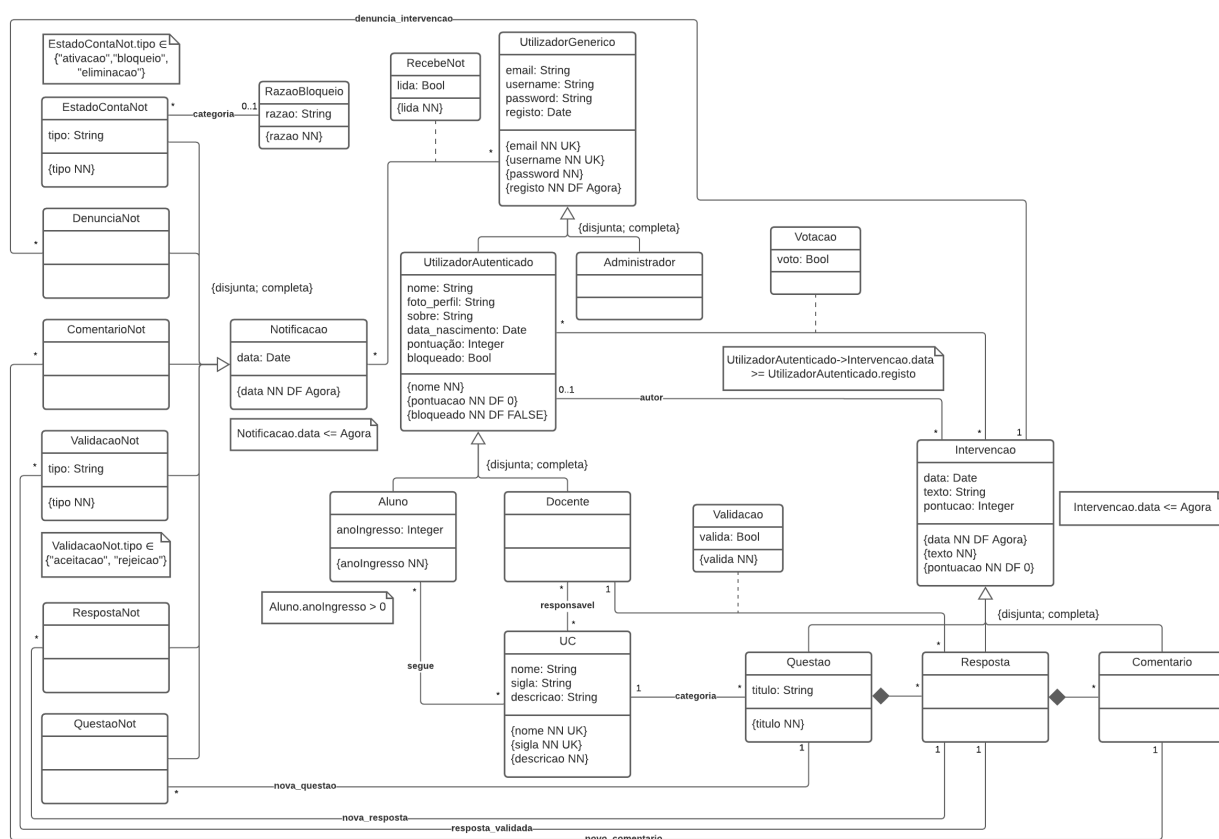 denuncia_intervencao
EstadoContaNot.tipo ∈
{"ativacao","bloqueio",
"eliminacao"}
EstadoContaNot
tipo: String
{tipo NN}
*
categoria
0..1
RazaoBloqueio
razao: String
{razao NN}
RecebeNot
lida: Bool
{lida NN}
*
UtilizadorGenerico
email: String
username: String
password: String
registo: Date
{email NN UK}
{username NN UK}
{password NN}
{registo NN DF Agora}
{disjunta; completa}
DenunciaNot
*
{disjunta; completa}
UtilizadorAutenticado
nome: String
foto_perfil: String
sobre: String
data_nascimento: Date
pontuação: Integer
bloqueado: Bool
{nome NN}
{pontuacao NN DF 0}
{bloqueado NN DF FALSE}
Administrador
Votacao
voto: Bool
*
UtilizadorAutenticado->Intervencao.data
>= UtilizadorAutenticado.registo
0..1
autor
*
*
1
ComentarioNot
*
Notificacao
data: Date
{data NN DF Agora}
*
Notificacao.data <= Agora
ValidacaoNot
tipo: String
{tipo NN}
*
ValidacaoNot.tipo ∈
{"aceitacao", "rejeicao"}
{disjunta; completa}
Aluno
anoIngresso: Integer
{anoIngresso NN}
Aluno.anoIngresso > 0
Docente
Validacao
valida: Bool
{valida NN}
Intervencao
data: Date
texto: String
pontucao: Integer
{data NN DF Agora}
{texto NN}
{pontuacao NN DF 0}
Intervencao.data <= Agora
{disjunta; completa}
*
*
responsavel
*
1
*
segue
*
UC
nome: String
sigla: String
descricao: String
{nome NN UK}
{sigla NN UK}
{descricao NN}
1
categoria
*
Questao
titulo: String
{titulo NN}
1
*
Resposta
1
1
*
Comentario
1
RespostaNot
*
QuestaoNot
*
nova_questao
nova_resposta
resposta_validada
novo_comentario